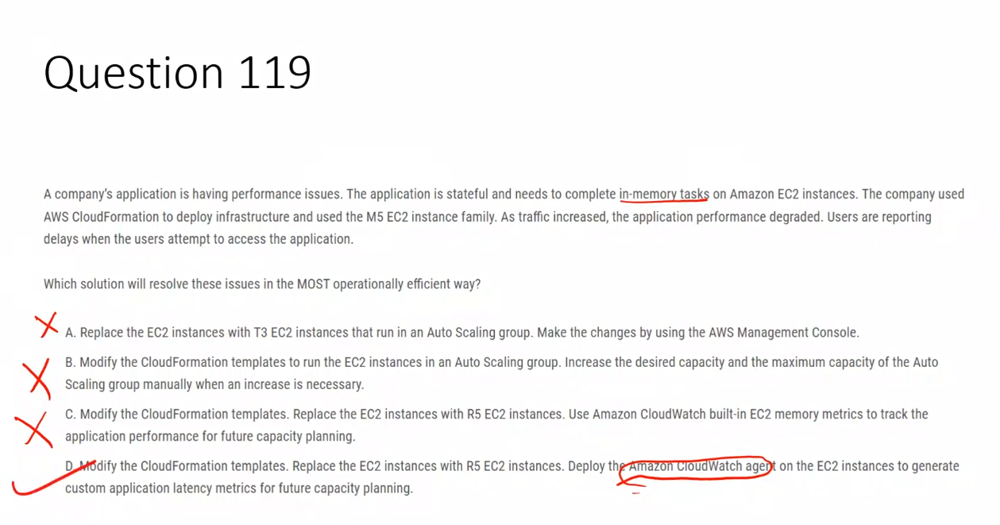 Question 119
A company's application is having performance issues. The application is stateful and needs to complete in-memory tasks on Amazon EC2 instances. The company used
AWS CloudFormation to deploy infrastructure and used the M5 EC2 instance family. As traffic increased, the application performance degraded. Users are reporting
delays when the users attempt to access the application.
Which solution will resolve these issues in the MOST operationally efficient way?
A. Replace the EC2 instances with T3 EC2 instances that run in an Auto Scaling group. Make the changes by using the AWS Management Console.
B. Modify the CloudFormation templates to run the EC2 instances in an Auto Scaling group. Increase the desired capacity and the maximum capacity of the Auto
Scaling group manually when an increase is necessary.
C. Modify the CloudFormation templates. Replace the EC2 instances with R5 EC2 instances. Use Amazon CloudWatch built-in EC2 memory metrics to track the
application performance for future capacity planning.
D. Modify the CloudFormation templates. Replace the EC2 instances with R5 EC2 instances. Deploy the Amazon CloudWatch agent on the EC2 instances to generate
custom application latency metrics for future capacity planning.